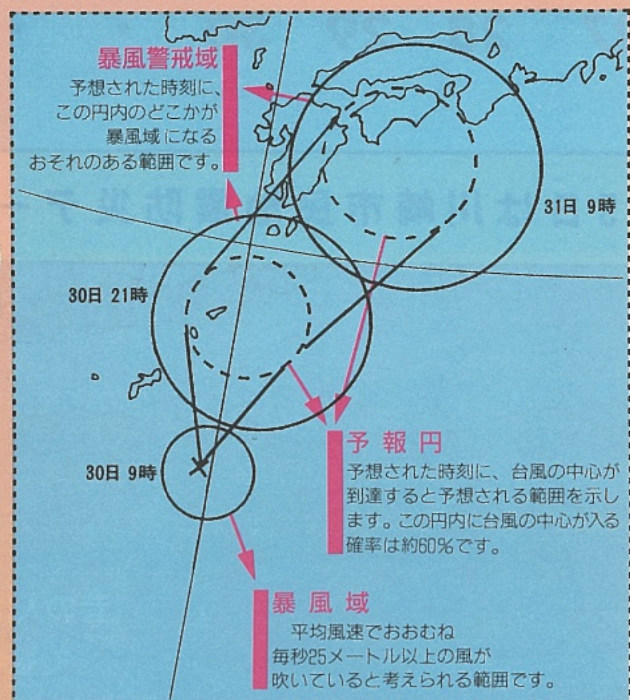 暴風警戒域
予想された時刻に、
この円内のどこかが
暴風域になる
おそれのある範囲です。
31日 9時
30日 21時
30日 9時
予報円
予想された時刻に、台風の中心が
到達すると予想される範囲を示し
ます。この円内に台風の中心が入る
確率は約60%です。
暴風域
平均風速でおおむね
毎秒25メートル以上の風が
吹いていると考えられる範囲です。